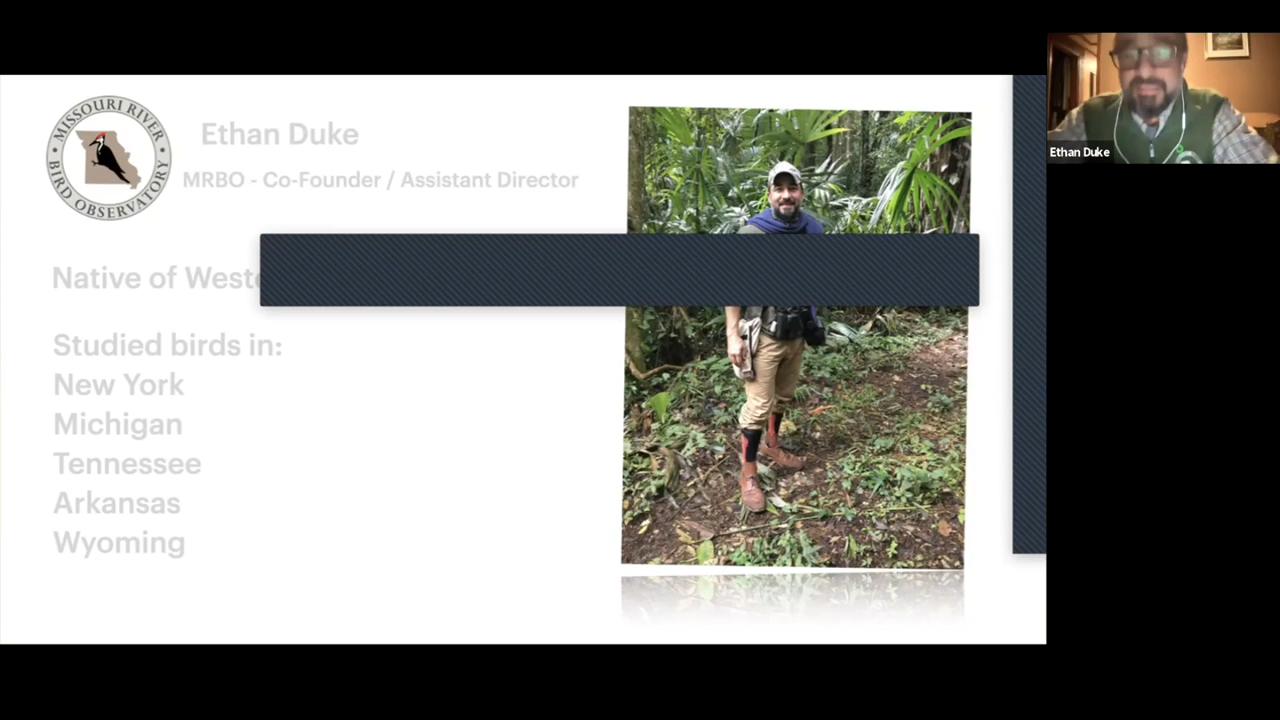 MISSOURI RIVER
BIRD OBSERVATORY
Ethan Duke
MRBO - Co-Founder / Assistant Director
Native of
Studied birds in:
New York
Michigan
Tennessee
Arkansas
Wyoming
Ethan Duke